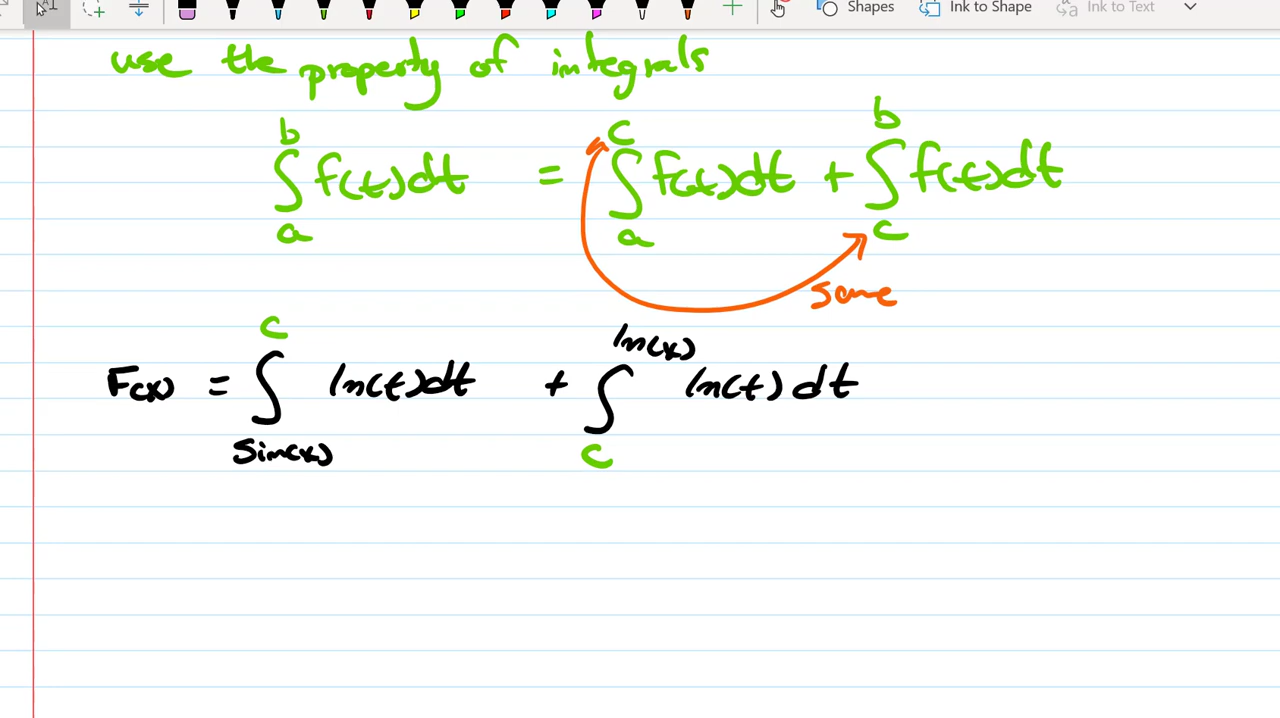 Shapes Ink to Shape Ink to Text
use the property of integrals
∫_a^b f(t)dt = ∫_a^c f(t)dt + ∫_c^b f(t)dt
same
F(x) = ∫_{sin(x)}^c ln(t)dt + ∫_c^{ln(x)} ln(t)dt